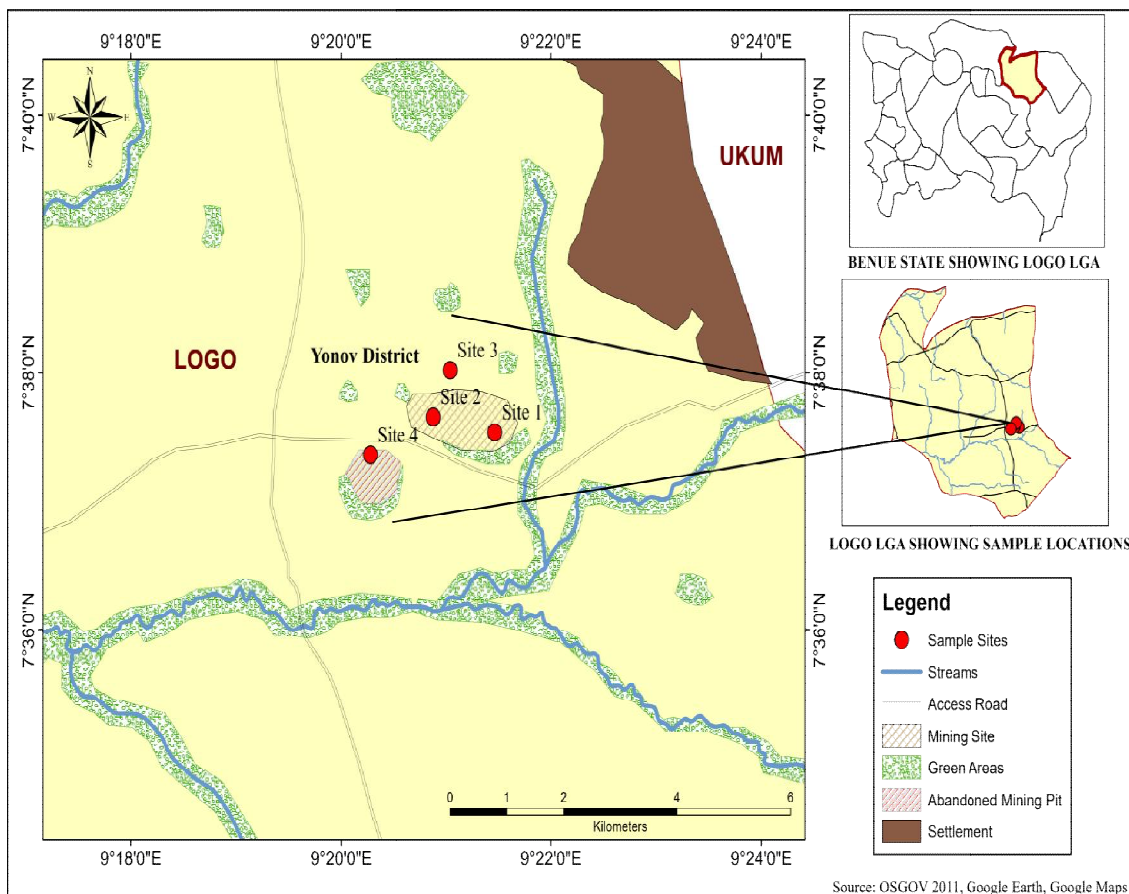 9°18'0"E 9°20'0"E 9°22'0"E 9°24'0"E
7°40'0"N
7°40'0"N
7°38'0"N
7°38'0"N
7°36'0"N
7°36'0"N
N
W E
S
UKUM
LOGO
Yonov District
Site 3
Site 2
Site 1
Site 4
0 1 2 4 6
Kilometers
9°18'0"E 9°20'0"E 9°22'0"E 9°24'0"E
BENUE STATE SHOWING LOGO LGA
LOGO LGA SHOWING SAMPLE LOCATIONS
Legend
Sample Sites
Streams
Access Road
Mining Site
Green Areas
Abandoned Mining Pit
Settlement
Source: OSGOV 2011, Google Earth, Google Maps